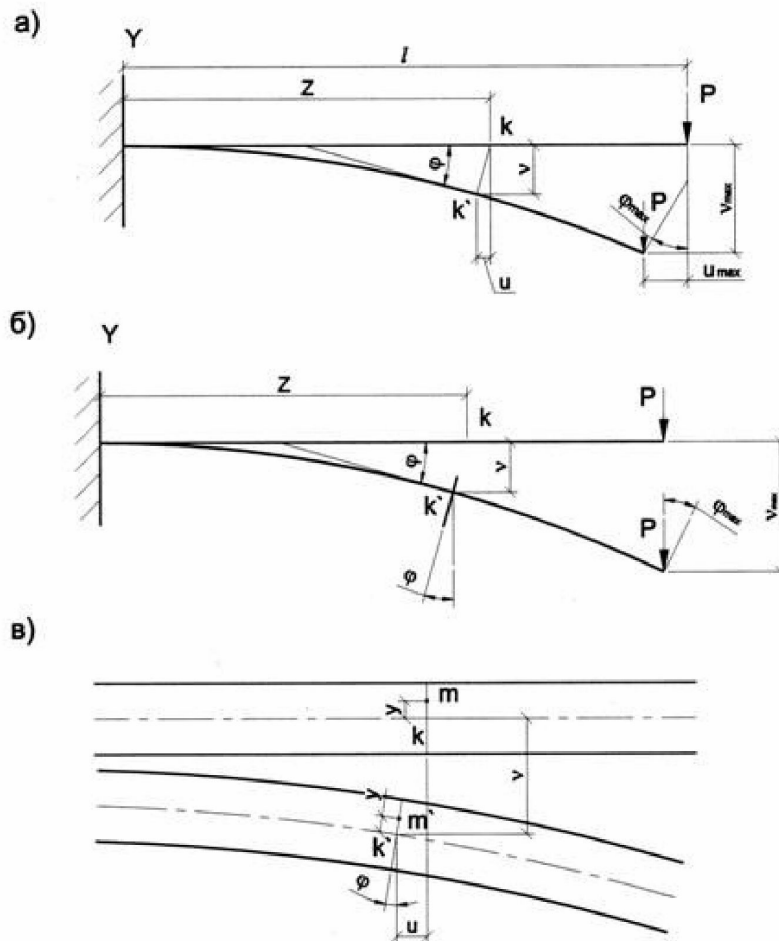 а)
Y
l
Z
P
k
φ
v
k'
φmax
P
vmax
u
umax
б)
Y
Z
k
P
φ
v
k'
φ
P
φmax
vmax
в)
m
y
k
v
y
m'
k'
φ
u